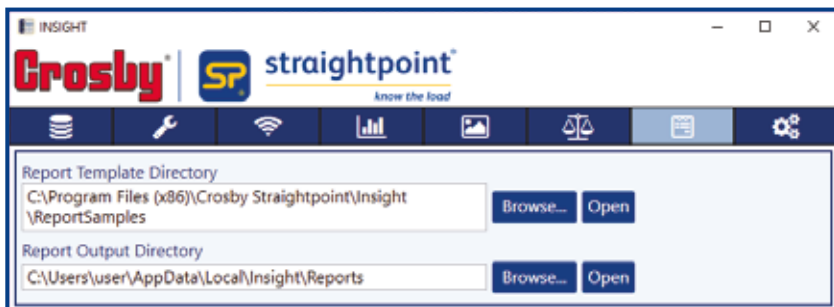 INSIGHT
Crosby straightpoint
SP
know the load
Report Template Directory
C:\Program Files (x86)\Crosby Straightpoint\Insight
\ReportSamples
Browse... Open
Report Output Directory
C:\Users\user\AppData\Local\Insight\Reports
Browse... Open